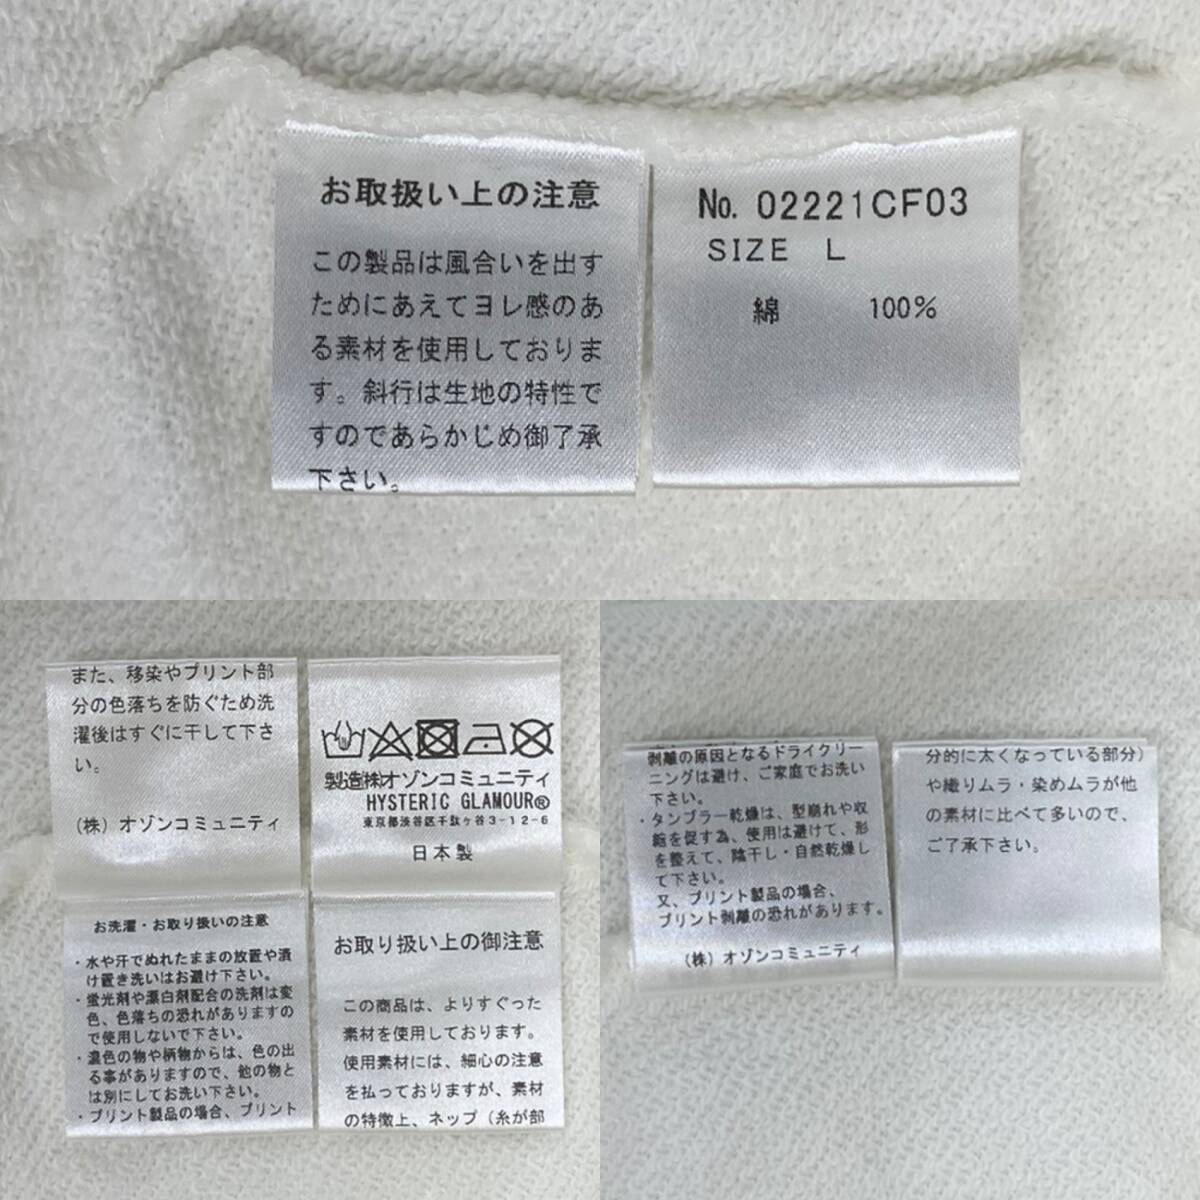 お取扱い上の注意
この製品は風合いを出す
ためにあえてヨレ感のあ
る素材を使用しておりま
す。斜行は生地の特性で
すのであらかじめ御了承
下さい。
No. 02221CF03
SIZE L
綿 100%
また、移染やプリント部
分の色落ちを防ぐため洗
濯後はすぐに干して下さ
い。
(株) オゾンコミュニティ
製造㈱オゾンコミュニティ
HYSTERIC GLAMOUR®
東京都渋谷区千駄ヶ谷3-12-6
日本製
お洗濯・お取り扱いの注意
・水や汗でぬれたままの放置や漬
け置き洗いはお避け下さい。
・蛍光剤や漂白剤配合の洗剤は変
色、色落ちの恐れがありますの
で使用しないで下さい。
・濃色の物や柄物からは、色の出
る事がありますので、他の物と
は別にしてお洗い下さい。
・プリント製品の場合、プリント
お取り扱い上の御注意
この商品は、よりすぐった
素材を使用しております。
使用素材には、細心の注意
を払っておりますが、素材
の特徴上、ネップ（糸が部
剥離の原因となるドライクリー
ニングは避け、ご家庭でお洗い
下さい。
・タンブラー乾燥は、型崩れや収
縮を促す為、使用は避けて、形
を整えて、陰干し・自然乾燥し
て下さい。
又、プリント製品の場合、
プリント剥離の恐れがあります。
(株) オゾンコミュニティ
分的に太くなっている部分）
や織りムラ・染めムラが他
の素材に比べて多いので、
ご了承下さい。